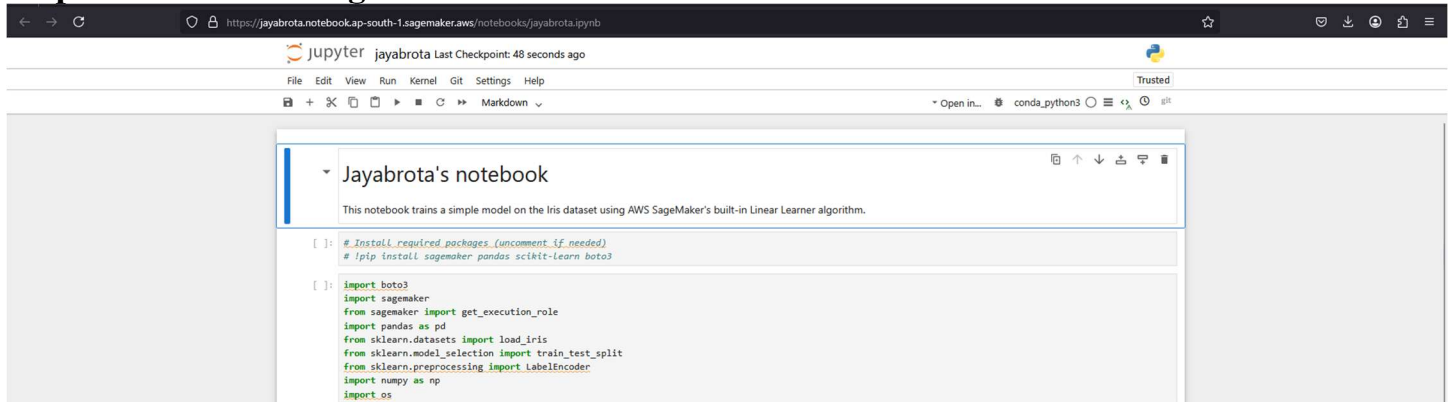 https://jayabrota.notebook.ap-south-1.sagemaker.aws/notebooks/jayabrota.ipynb
jupyter jayabrota Last Checkpoint: 48 seconds ago
File Edit View Run Kernel Git Settings Help Trusted
Markdown Open in... conda_python3 git
Jayabrota's notebook
This notebook trains a simple model on the Iris dataset using AWS SageMaker's built-in Linear Learner algorithm.
[ ]: # Install required packages (uncomment if needed)
# !pip install sagemaker pandas scikit-learn boto3
[ ]: import boto3
import sagemaker
from sagemaker import get_execution_role
import pandas as pd
from sklearn.datasets import load_iris
from sklearn.model_selection import train_test_split
from sklearn.preprocessing import LabelEncoder
import numpy as np
import os